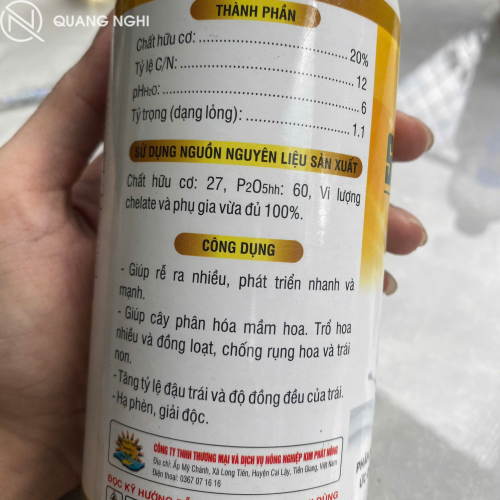 QUANG NGHI
THÀNH PHẦN
Chất hữu cơ: 20%
Tỷ lệ C/N: 12
pHH₂O: 6
Tỷ trọng (dạng lỏng): 1.1
SỬ DỤNG NGUỒN NGUYÊN LIỆU SẢN XUẤT
Chất hữu cơ: 27, P₂O₅hh: 60, Vi lượng
chelate và phụ gia vừa đủ 100%.
CÔNG DỤNG
- Giúp rễ ra nhiều, phát triển nhanh và
mạnh.
- Giúp cây phân hóa mầm hoa. Trổ hoa
nhiều và đồng loạt, chống rụng hoa và trái
non.
- Tăng tỷ lệ đậu trái và độ đồng đều của trái.
- Hạ phèn, giải độc.
CÔNG TY TNHH THƯƠNG MẠI VÀ DỊCH VỤ NÔNG NGHIỆP KIM PHÁT NÔNG
Địa chỉ: Ấp Mỹ Chánh, Xã Long Tiên, Huyện Cai Lậy, Tiền Giang, Việt Nam
Điện thoại: 0367 07 16 16
ĐỌC KỸ HƯỚNG